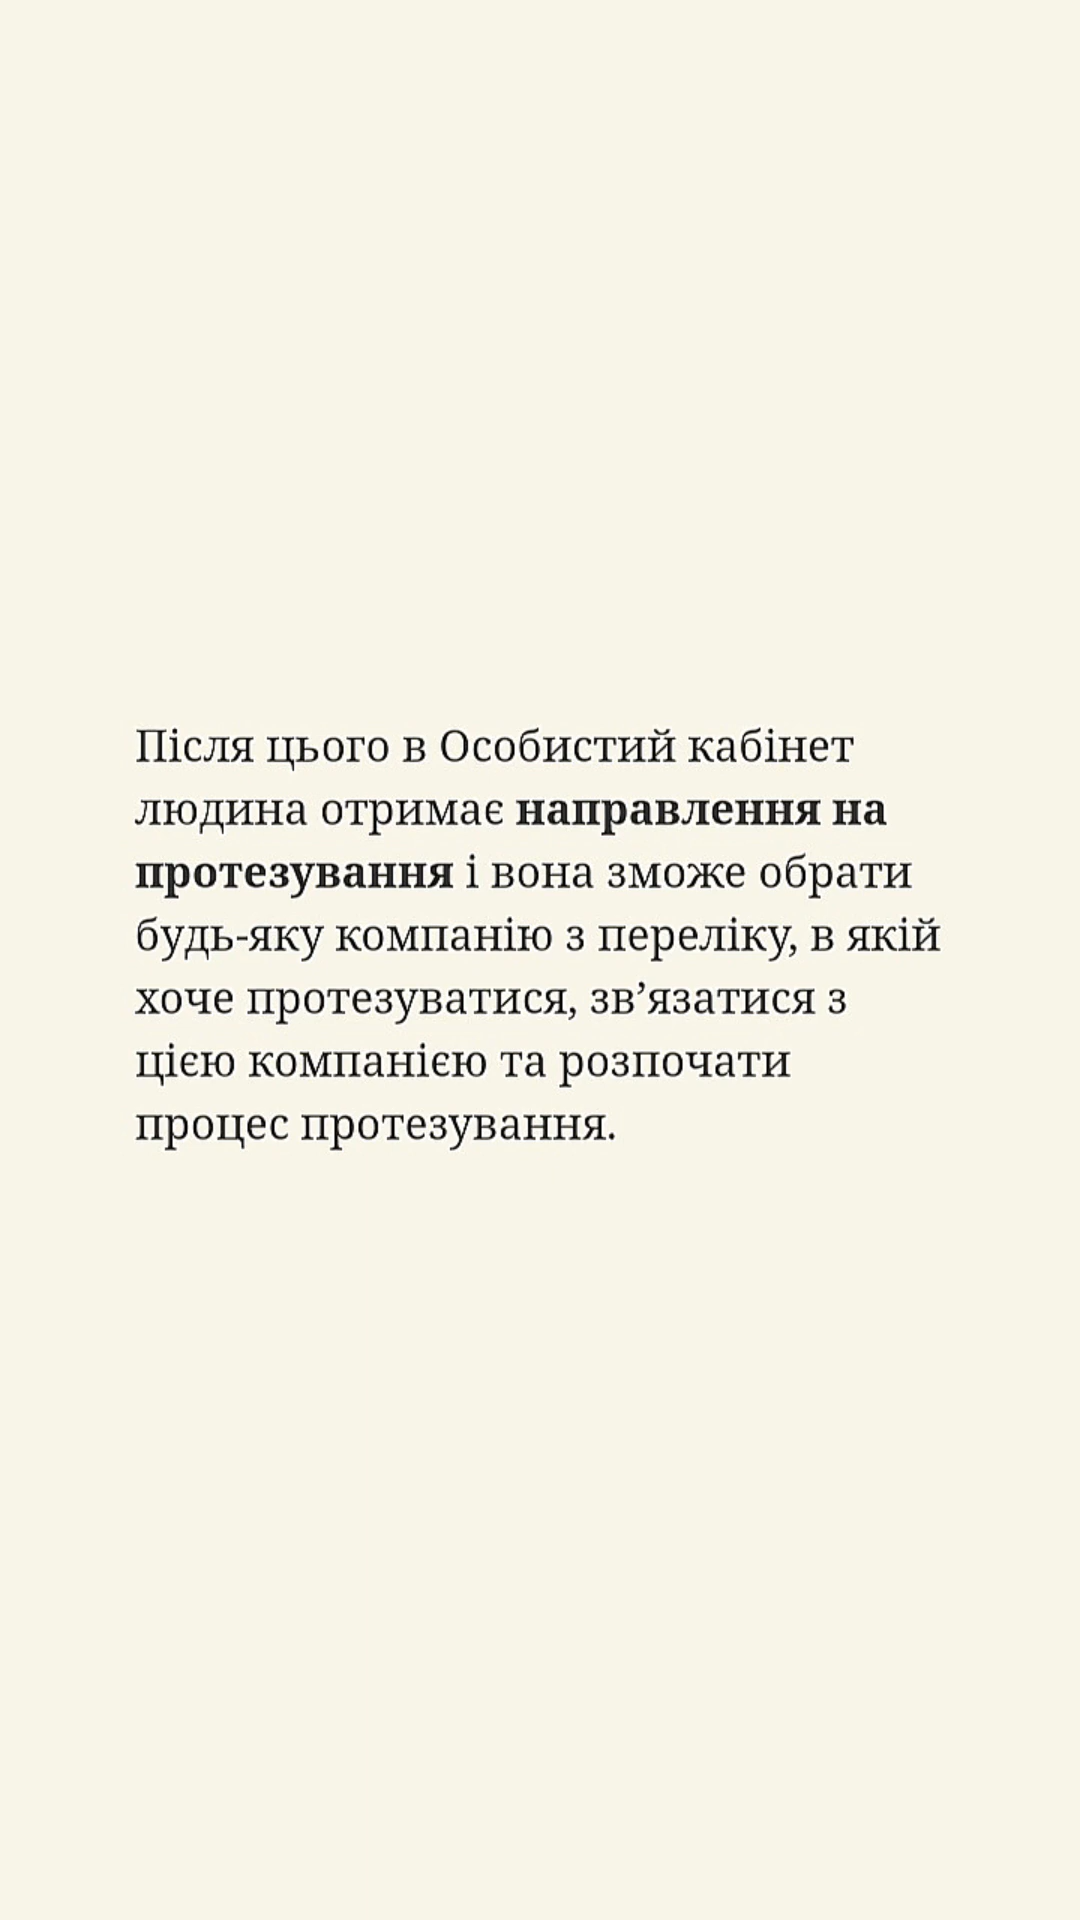 Після цього в Особистий кабінет
людина отримає направлення на
протезування і вона зможе обрати
будь-яку компанію з переліку, в якій
хоче протезуватися, зв’язатися з
цією компанією та розпочати
процес протезування.